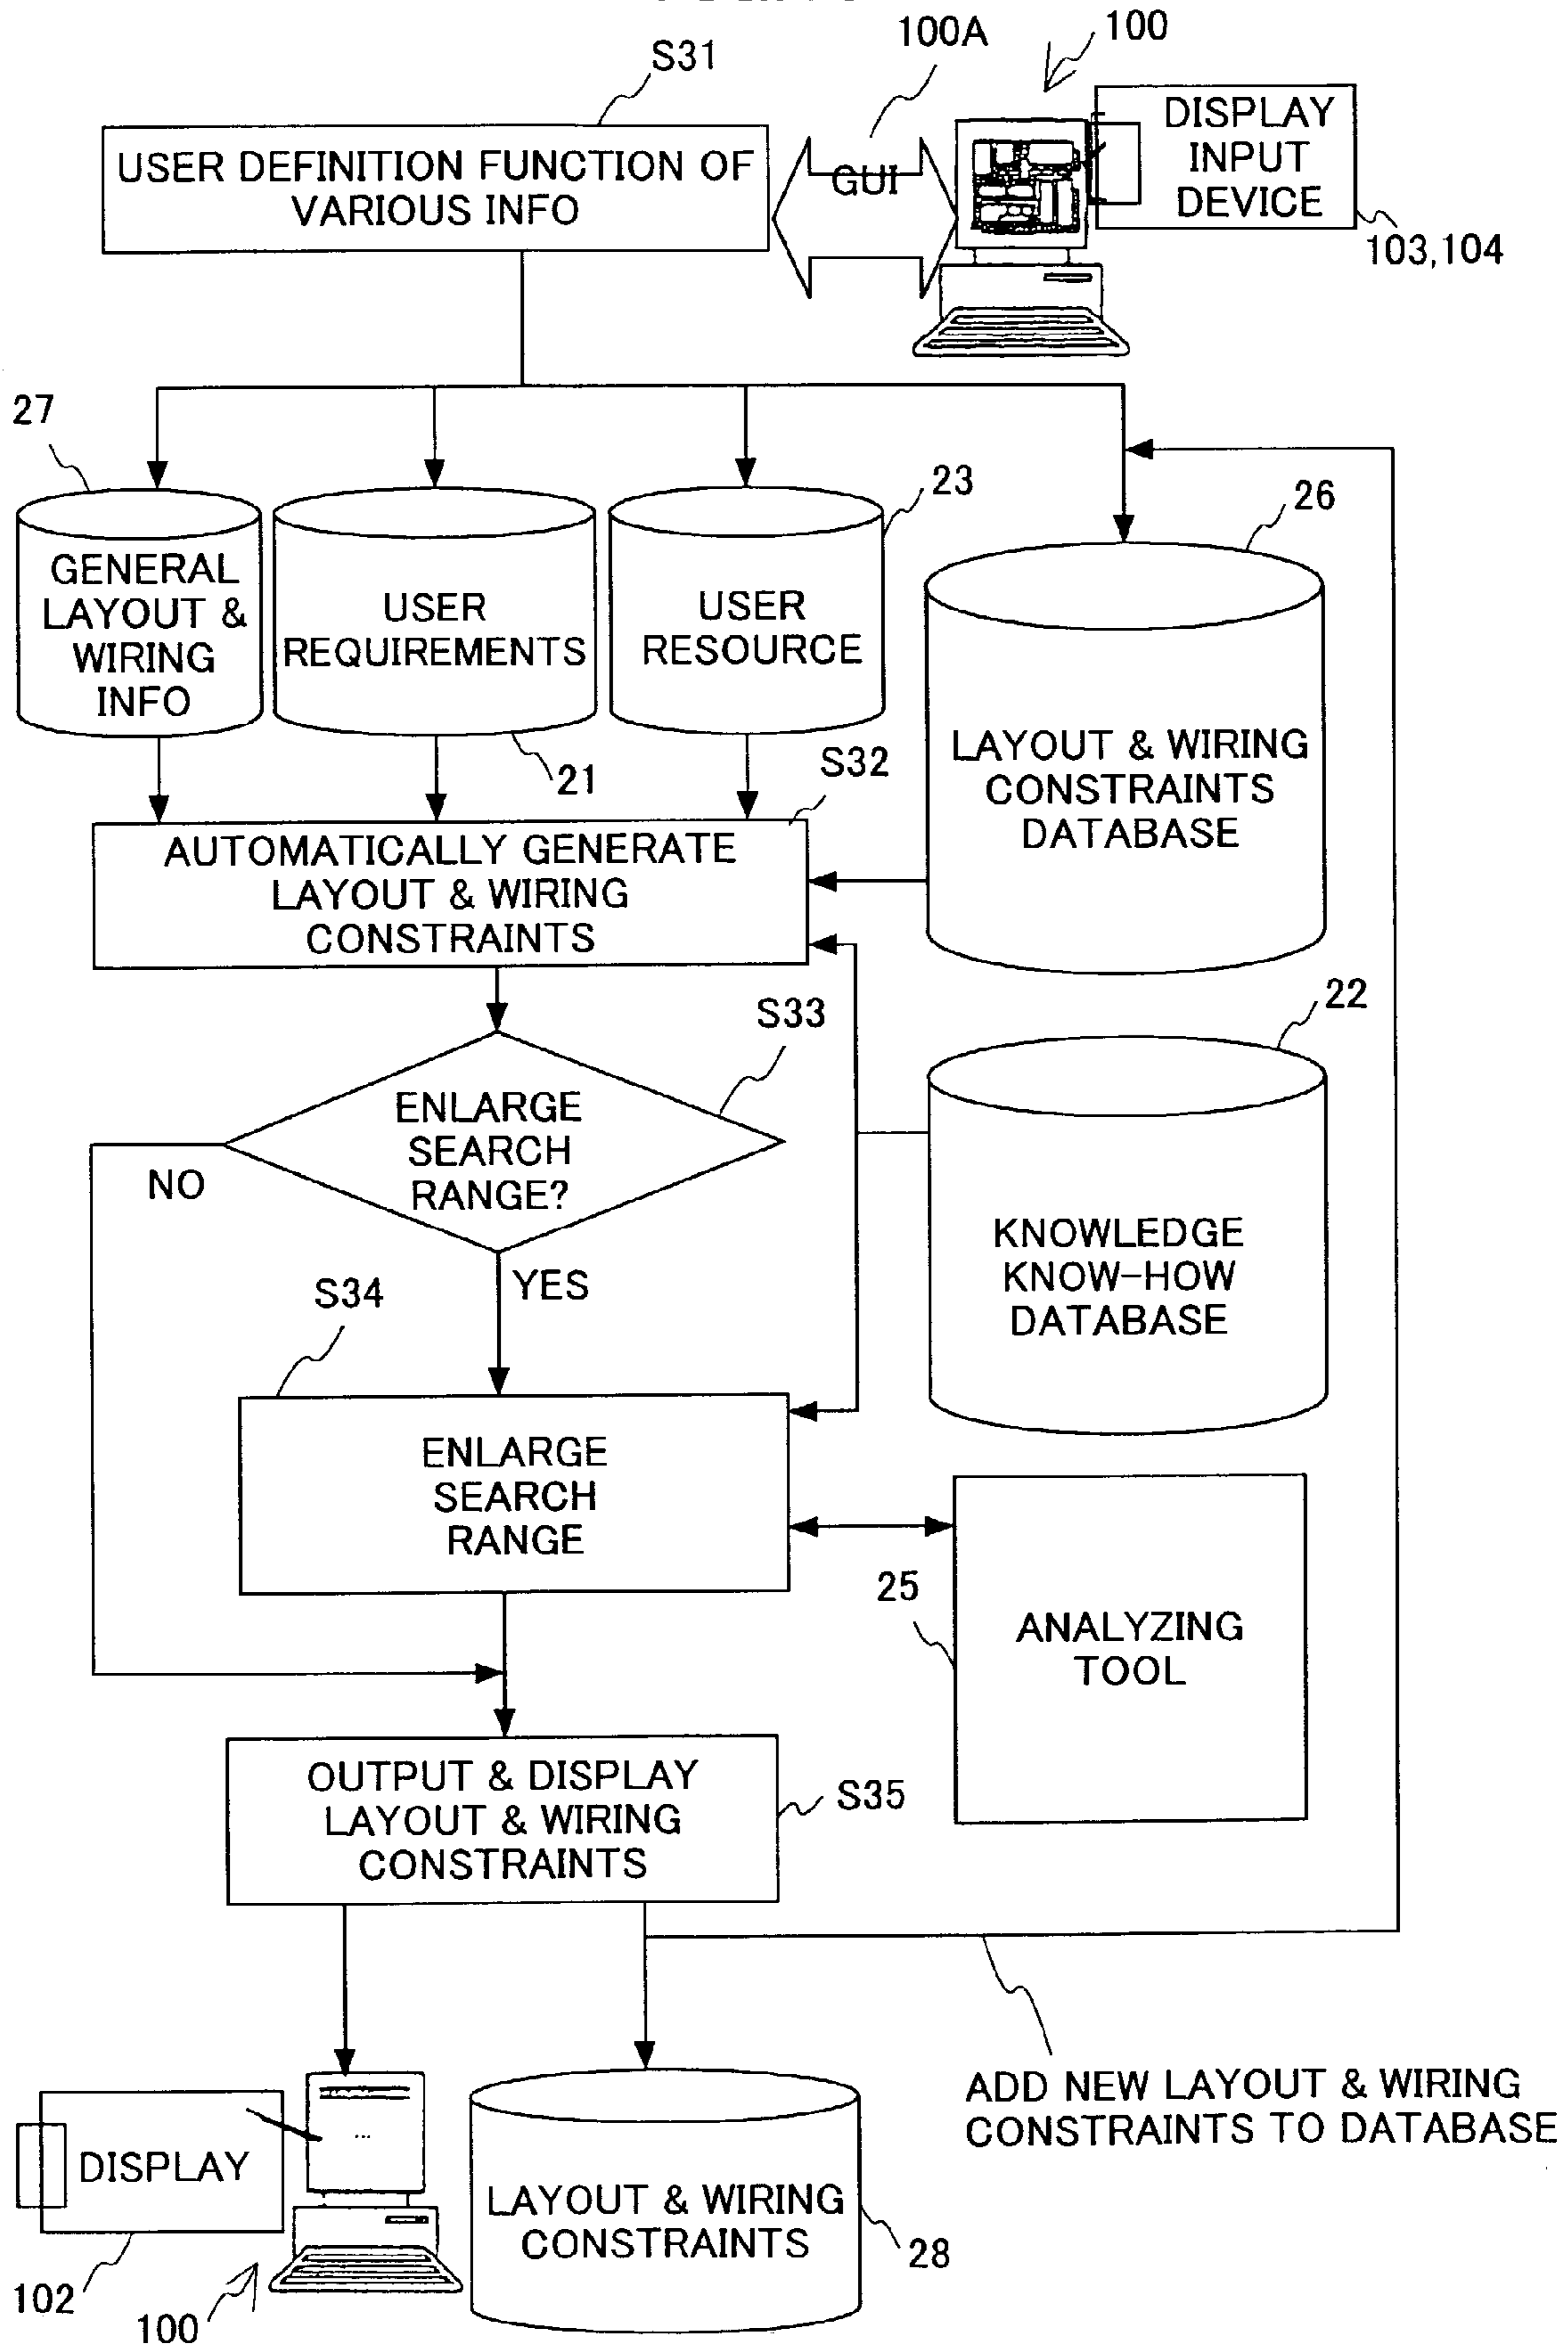 100A
100
S31
DISPLAY
INPUT
DEVICE
USER DEFINITION FUNCTION OF
VARIOUS INFO
GUI
103,104
27
23
26
GENERAL
LAYOUT &
WIRING
INFO
USER
REQUIREMENTS
USER
RESOURCE
21
S32
LAYOUT & WIRING
CONSTRAINTS
DATABASE
AUTOMATICALLY GENERATE
LAYOUT & WIRING
CONSTRAINTS
S33
22
ENLARGE
SEARCH
RANGE?
NO
YES
KNOWLEDGE
KNOW-HOW
DATABASE
S34
ENLARGE
SEARCH
RANGE
25
ANALYZING
TOOL
OUTPUT & DISPLAY
LAYOUT & WIRING
CONSTRAINTS
S35
ADD NEW LAYOUT & WIRING
CONSTRAINTS TO DATABASE
DISPLAY
LAYOUT & WIRING
CONSTRAINTS
28
102
100